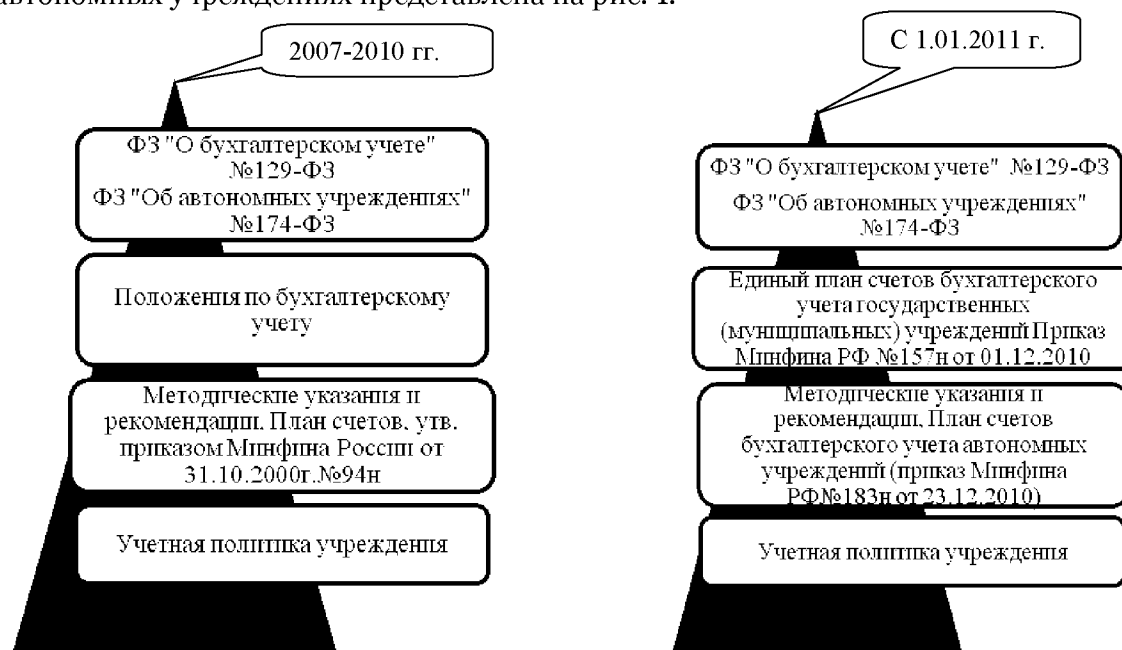 автономных учреждениях представлена на рис. 1.
2007-2010 гг.
ФЗ "О бухгалтерском учете"
№129-ФЗ
ФЗ "Об автономных учреждениях"
№174-ФЗ
Положения по бухгалтерскому
учету
Методические указания и
рекомендации. План счетов, утв.
приказом Минфина России от
31.10.2000г.№94н
Учетная политика учреждения
С 1.01.2011 г.
ФЗ "О бухгалтерском учете" №129-ФЗ
ФЗ "Об автономных учреждениях"
№174-ФЗ
Единый план счетов бухгалтерского
учета государственных
(муниципальных) учреждений Приказ
Минфина РФ №157н от 01.12.2010
Методические указания и
рекомендации, План счетов
бухгалтерского учета автономных
учреждений (приказ Минфина
РФ№183н от 23.12.2010)
Учетная политика учреждения